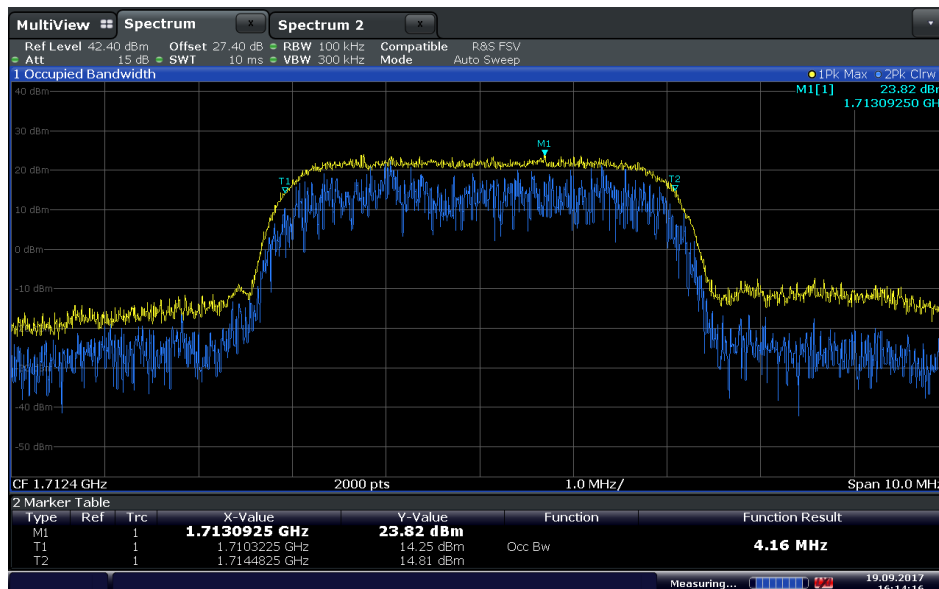 MultiView Spectrum x Spectrum 2 x
Ref Level 42.40 dBm Offset 27.40 dB RBW 100 kHz Compatible R&S FSV
Att 15 dB SWT 10 ms VBW 300 kHz Mode Auto Sweep
1 Occupied Bandwidth 1Pk Max 2Pk Clrw
M1[1] 23.82 dBm
1.71309250 GH
40 dBm
30 dBm
M1
20 dBm
T1 T2
10 dBm
0 dBm
-10 dBm
-40 dBm
-50 dBm
CF 1.7124 GHz 2000 pts 1.0 MHz/ Span 10.0 MHz
2 Marker Table
Type Ref Trc X-Value Y-Value Function Function Result
M1 1 1.7130925 GHz 23.82 dBm
T1 1 1.7103225 GHz 14.25 dBm Occ Bw 4.16 MHz
T2 1 1.7144825 GHz 14.81 dBm
Measuring... 19.09.2017
16:14:16